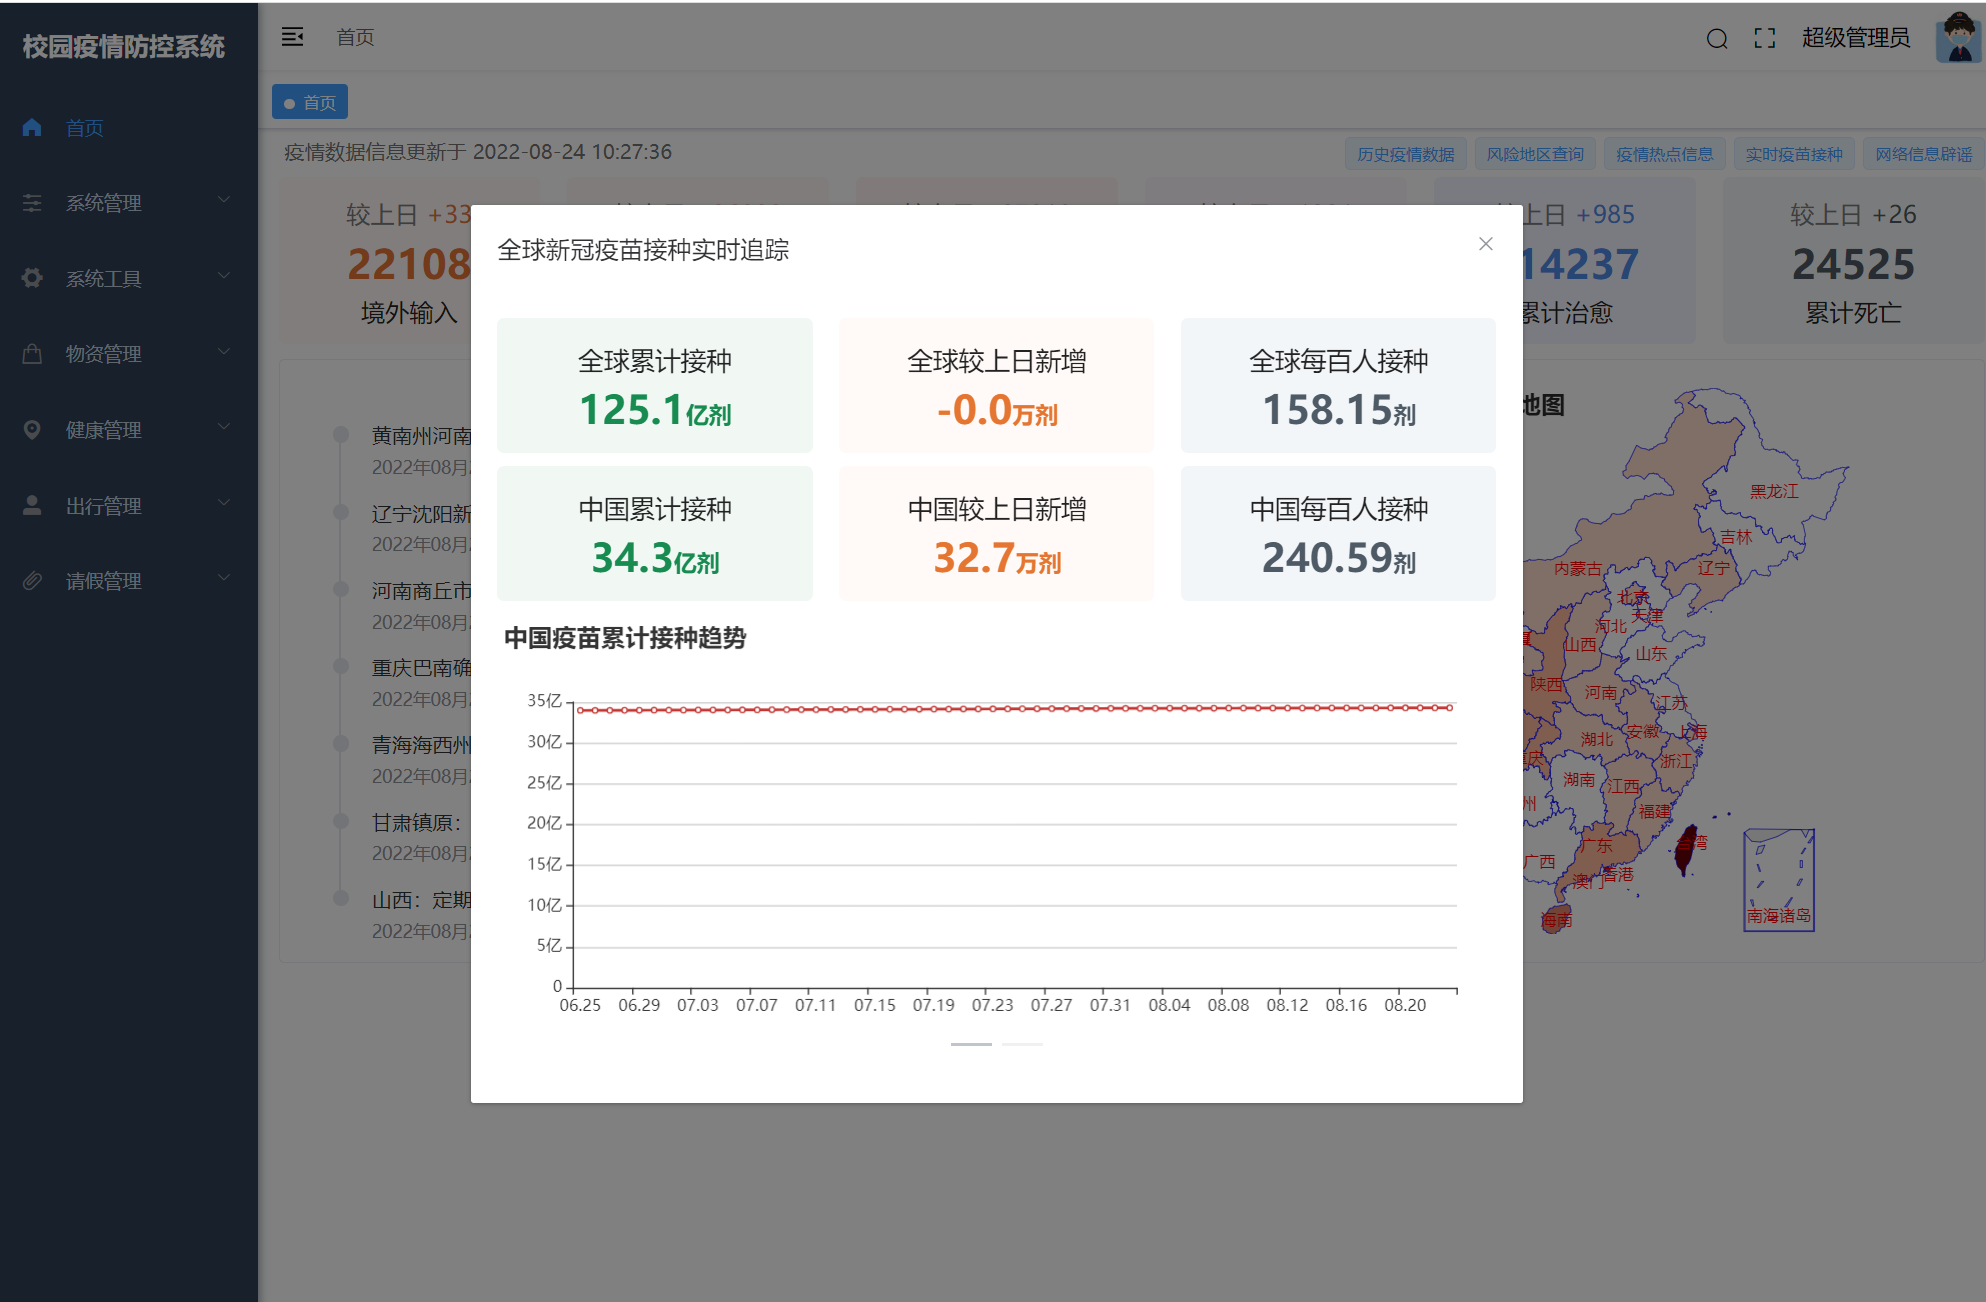 校园疫情防控系统
首页
超级管理员
首页
首页
系统管理
系统工具
物资管理
健康管理
出行管理
请假管理
疫情数据信息更新于 2022-08-24 10:27:36
历史疫情数据
风险地区查询
疫情热点信息
实时疫苗接种
网络信息辟谣
较上日 +33
22108
境外输入
上日 +985
14237
累计治愈
较上日 +26
24525
累计死亡
黄南州河南
2022年08月
辽宁沈阳新
2022年08月
河南商丘市
2022年08月
重庆巴南确
2022年08月
青海海西州
2022年08月
甘肃镇原：
2022年08月
山西：定期
2022年08月
全球新冠疫苗接种实时追踪
全球累计接种
125.1亿剂
全球较上日新增
-0.0万剂
全球每百人接种
158.15剂
中国累计接种
34.3亿剂
中国较上日新增
32.7万剂
中国每百人接种
240.59剂
中国疫苗累计接种趋势
35亿
30亿
25亿
20亿
15亿
10亿
5亿
0
06.25 06.29 07.03 07.07 07.11 07.15 07.19 07.23 07.27 07.31 08.04 08.08 08.12 08.16 08.20
地图
黑龙江
吉林
内蒙古
辽宁
北京
天津
河北
山西
山东
陕西
河南
江苏
安徽
上海
湖北
庆
浙江
湖南
江西
州
福建
广东
台湾
广西
香港
澳门
海南
南海诸岛